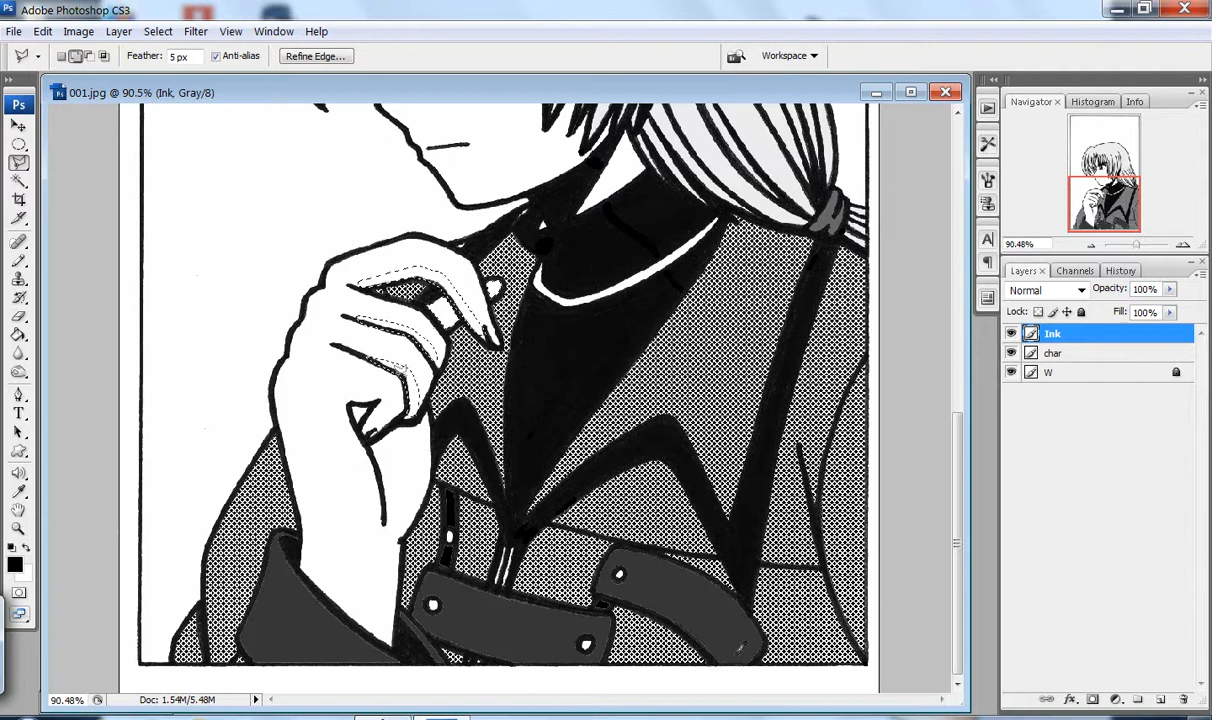 Ps Adobe Photoshop CS3
File Edit Image Layer Select Filter View Window Help
Feather: 5 px Anti-alias Refine Edge... Workspace
Ps 001.jpg @ 90.5% (Ink, Gray/8)
Navigator x Histogram Info
90.48%
Layers x Channels History
Normal Opacity: 100%
Lock: Fill: 100%
Ink
char
W
90.48% Doc: 1.54M/5.48M